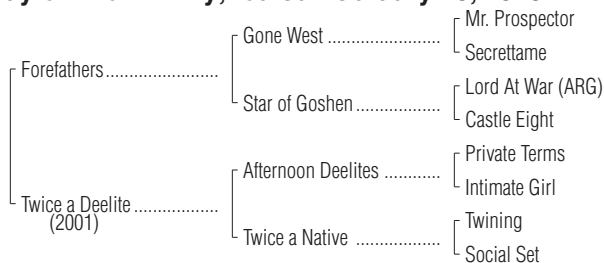 Mr. Prospector
Gone West
Secrettame
Forefathers
Lord At War (ARG)
Star of Goshen
Castle Eight
Private Terms
Afternoon Deelites
Intimate Girl
Twice a Deelite
(2001)
Twining
Twice a Native
Social Set